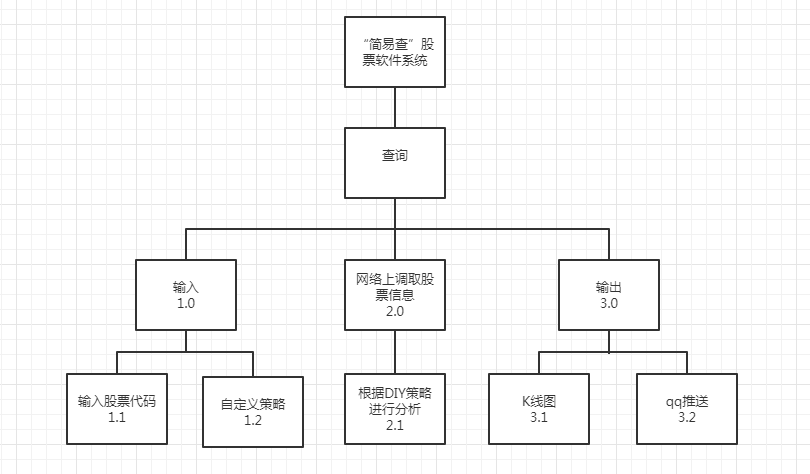 “简易查”股
票软件系统
查询
输入
1.0
网络上调取股
票信息
2.0
输出
3.0
输入股票代码
1.1
自定义策略
1.2
根据DIY策略
进行分析
2.1
K线图
3.1
qq推送
3.2